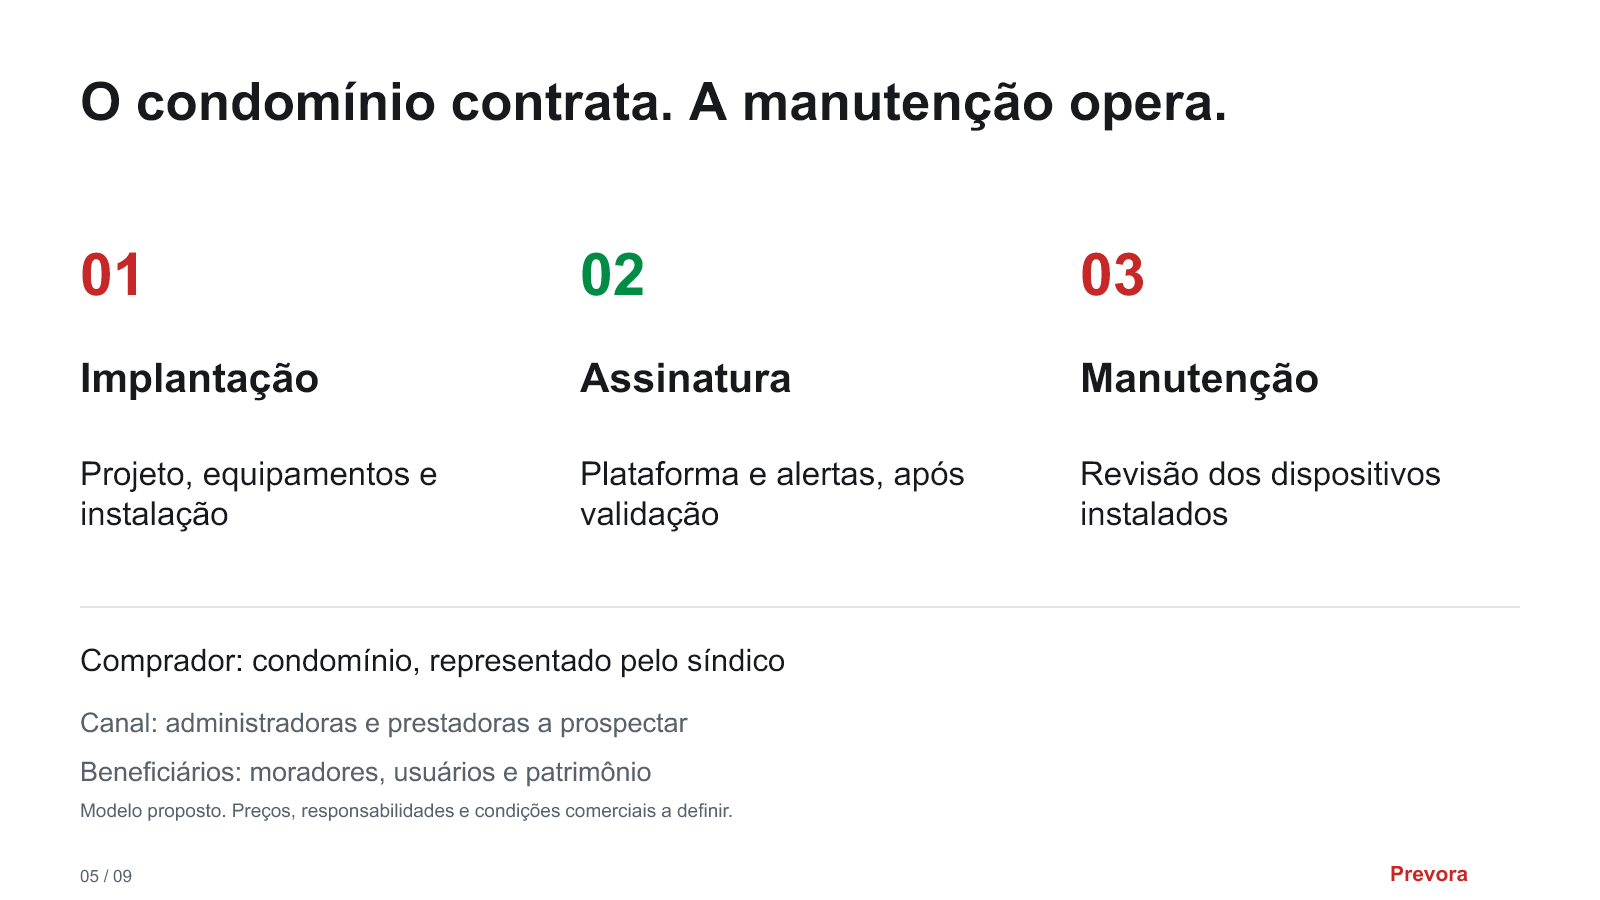 O condomínio contrata. A manutenção opera.
01
Implantação
Projeto, equipamentos e
instalação
02
Assinatura
Plataforma e alertas, após
validação
03
Manutenção
Revisão dos dispositivos
instalados
Comprador: condomínio, representado pelo síndico
Canal: administradoras e prestadoras a prospectar
Beneficiários: moradores, usuários e patrimônio
Modelo proposto. Preços, responsabilidades e condições comerciais a definir.
05 / 09
Prevora